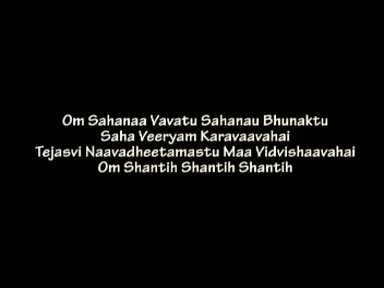 Om Sahanaa Vavatu Sahanau Bhunaktu
Saha Veeryam Karavaavahai
Tejasvi Naavadheetamastu Maa Vidvishaavahai
Om Shantih Shantih Shantih